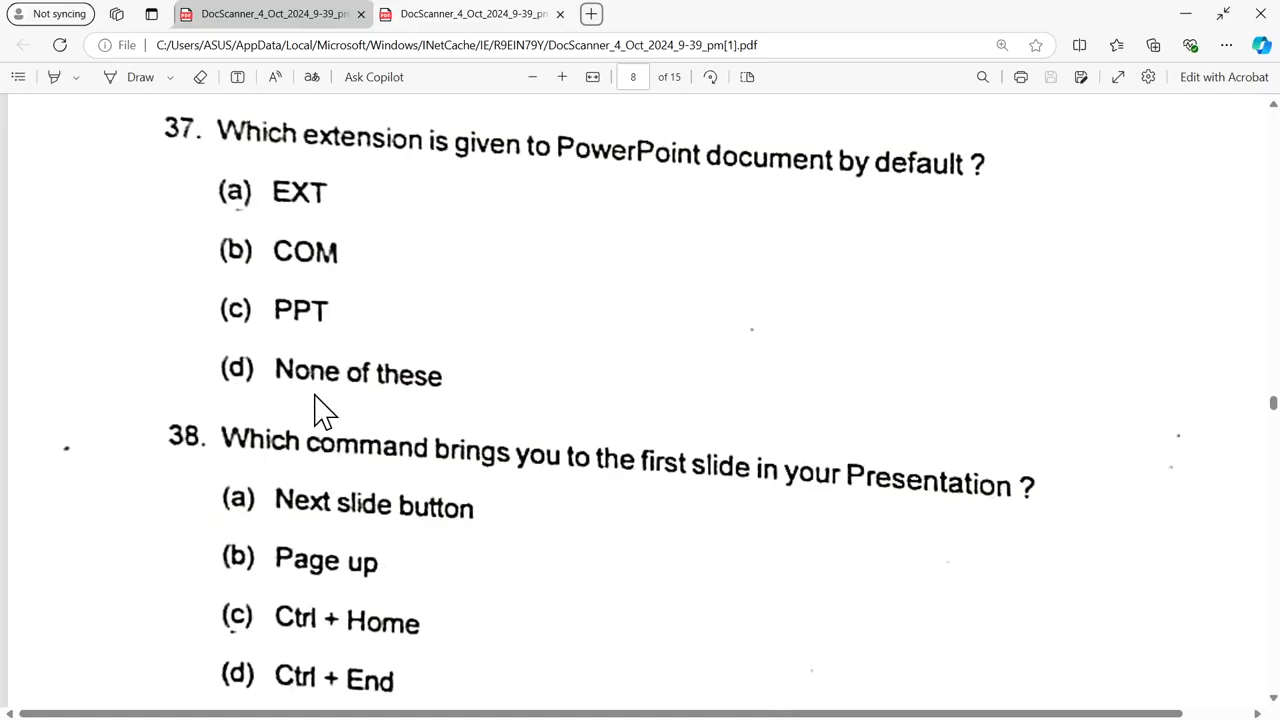 Not syncing
DocScanner_4_Oct_2024_9-39_pm
DocScanner_4_Oct_2024_9-39_pm
File
C:/Users/ASUS/AppData/Local/Microsoft/Windows/INetCache/IE/R9EIN79Y/DocScanner_4_Oct_2024_9-39_pm[1].pdf
Draw
Ask Copilot
8 of 15
Edit with Acrobat
37. Which extension is given to PowerPoint document by default ?
(a) EXT
(b) COM
(c) PPT
(d) None of these
38. Which command brings you to the first slide in your Presentation ?
(a) Next slide button
(b) Page up
(c) Ctrl + Home
(d) Ctrl + End